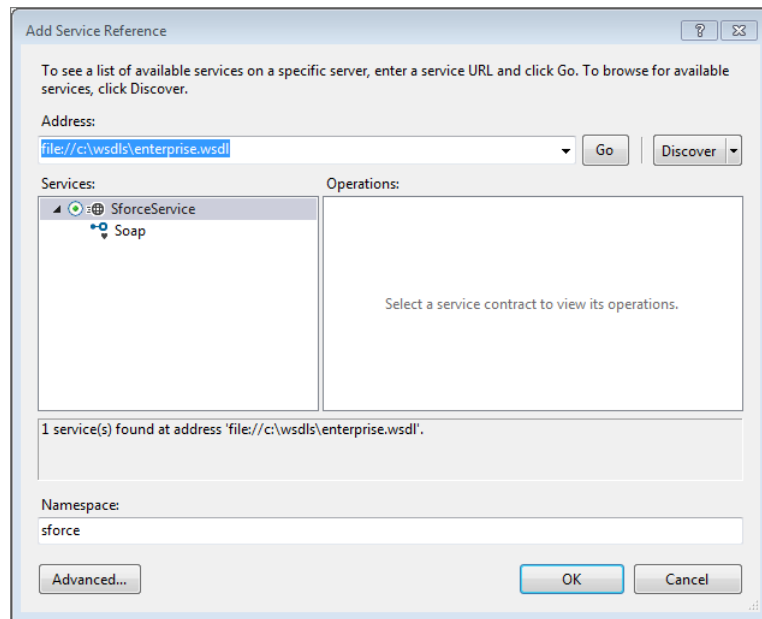 Add Service Reference
To see a list of available services on a specific server, enter a service URL and click Go. To browse for available
services, click Discover.
Address:
file://c:\wsdls\enterprise.wsdl
Go
Discover
Services:
Operations:
SforceService
Soap
Select a service contract to view its operations.
1 service(s) found at address 'file://c:\wsdls\enterprise.wsdl'.
Namespace:
sforce
Advanced...
OK
Cancel